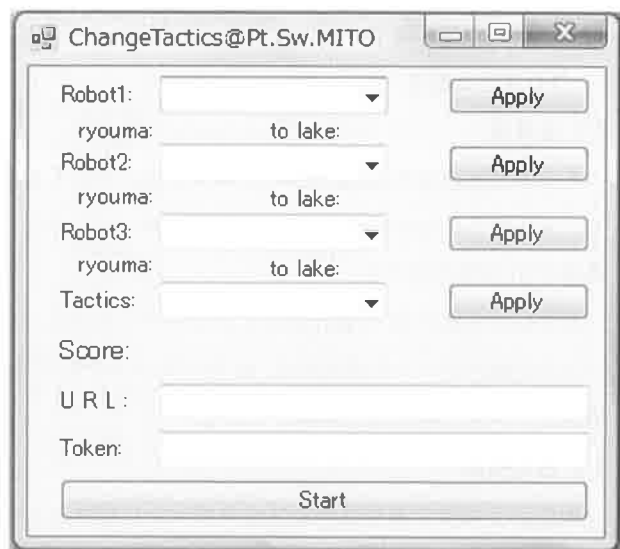 ChangeTactics@Pt.Sw.MITO
Robot1: Apply
ryouma: to lake:
Robot2: Apply
ryouma: to lake:
Robot3: Apply
ryouma: to lake:
Tactics: Apply
Score:
U R L :
Token:
Start